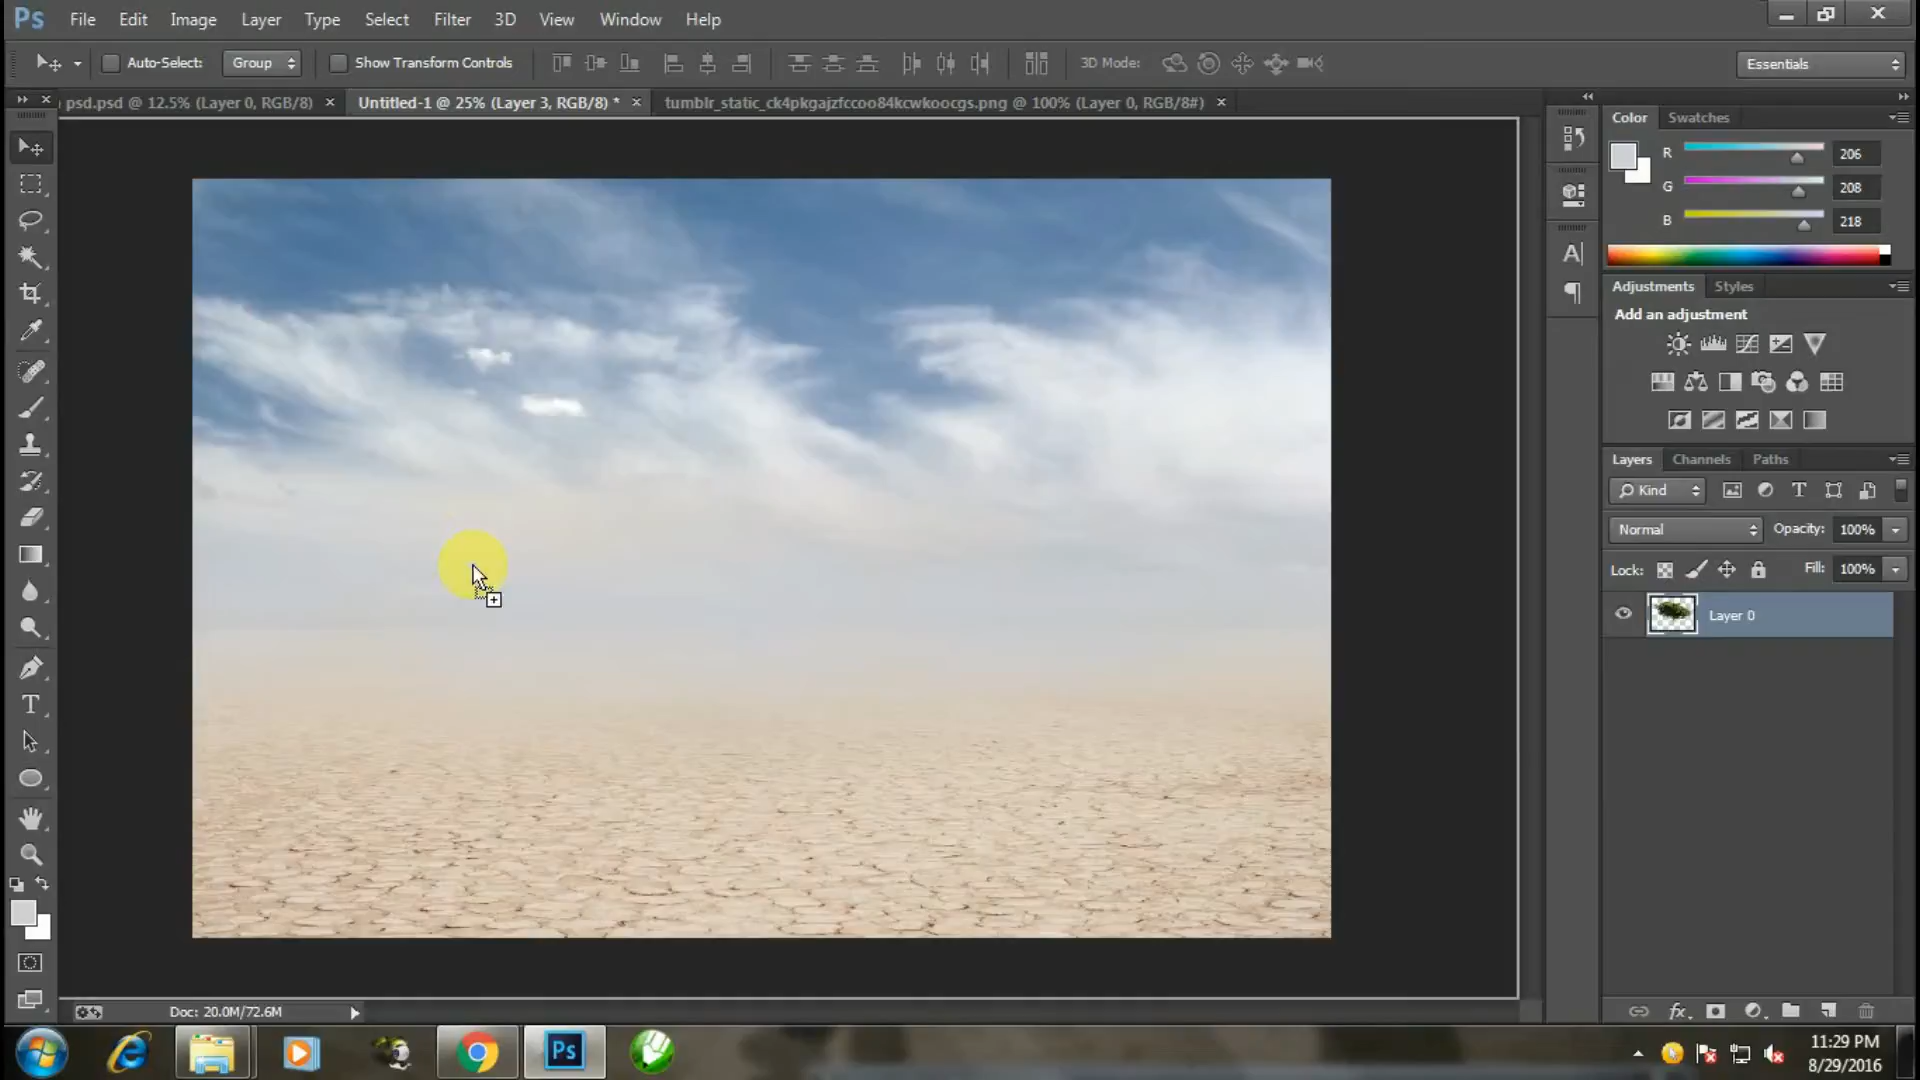 Ps File Edit Image Layer Type Select Filter 3D View Window Help
Auto-Select: Group Show Transform Controls 3D Mode: Essentials
psd.psd @ 12.5% (Layer 0, RGB/8) × Untitled-1 @ 25% (Layer 3, RGB/8) * × tumblr_static_ck4pkgajzfccoo84kcwkoocgs.png @ 100% (Layer 0, RGB/8#) ×
Color Swatches
R 206
G 208
B 218
Adjustments Styles
Add an adjustment
Layers Channels Paths
Kind
Normal Opacity: 100%
Lock: Fill: 100%
Layer 0
Doc: 20.0M/72.6M
Ps
11:29 PM
8/29/2016